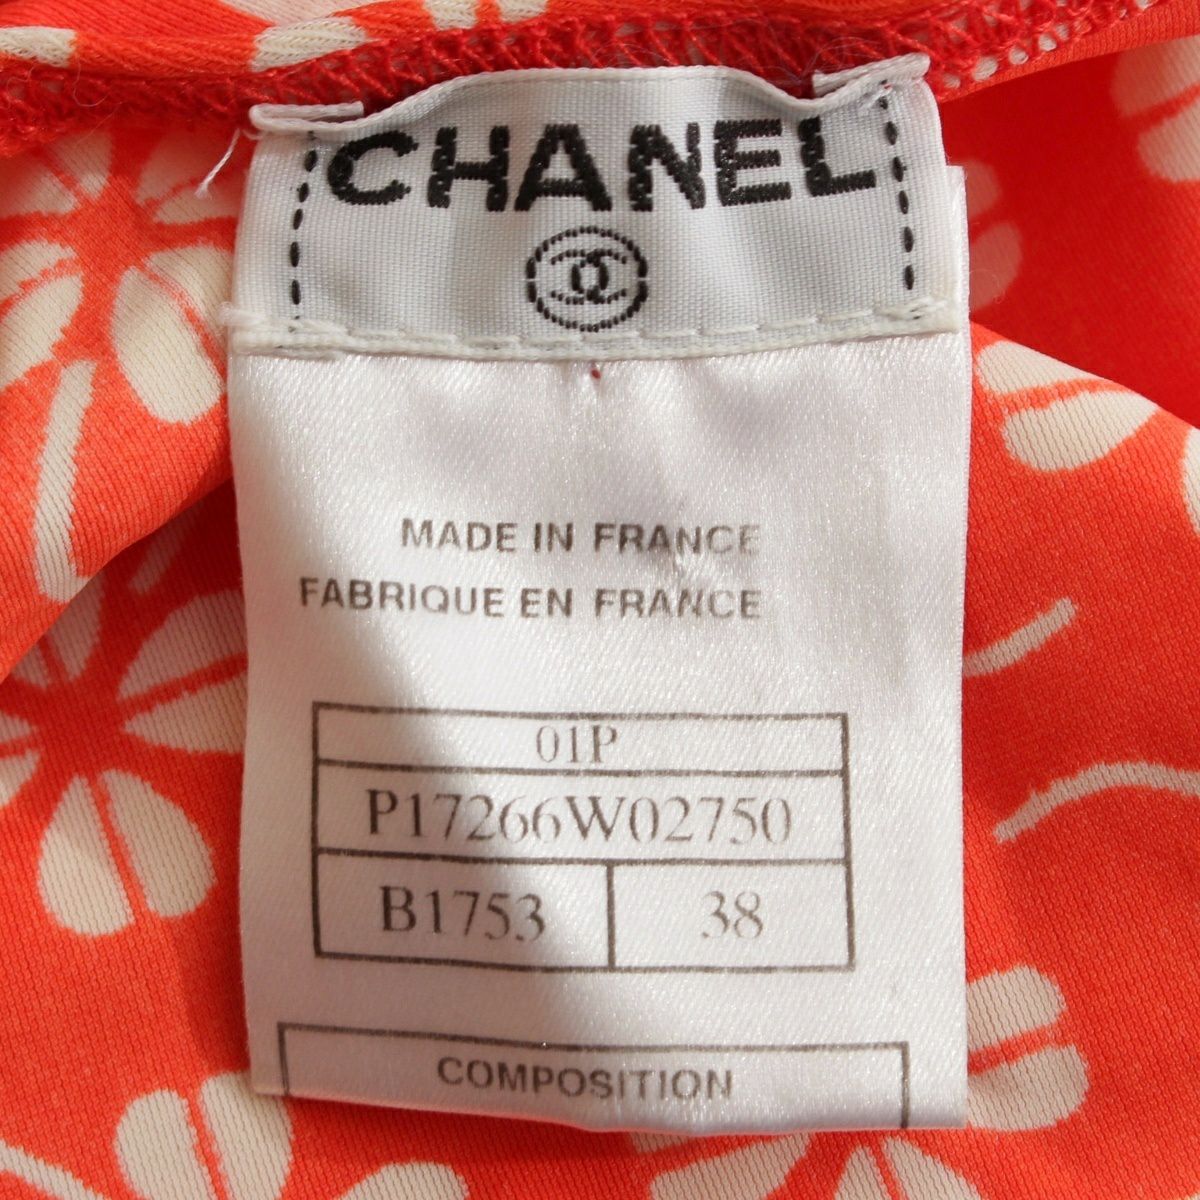 CHANEL
MADE IN FRANCE
FABRIQUE EN FRANCE
01P
P17266W02750
B1753 38
COMPOSITION